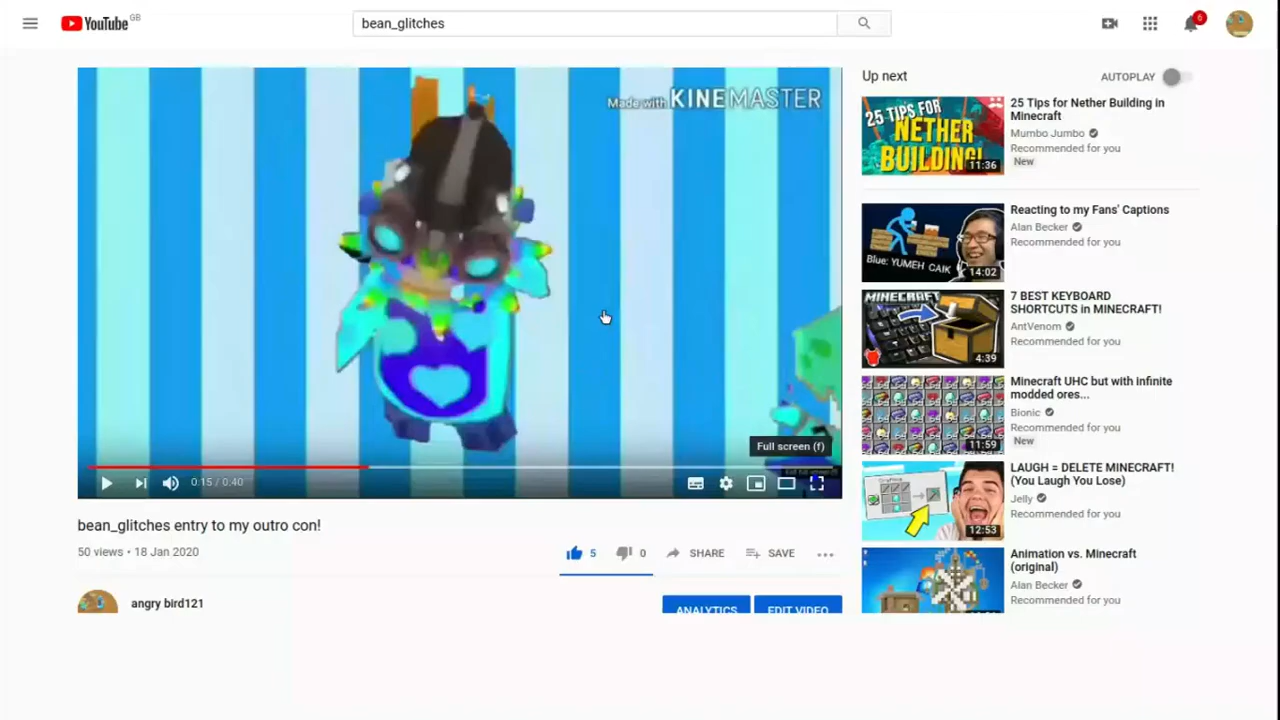 YouTube GB
bean_glitches
6
Made with KINEMASTER
Full screen (f)
0:15 / 0:40
bean_glitches entry to my outro con!
50 views • 18 Jan 2020
5
0
SHARE
SAVE
angry bird121
ANALYTICS
EDIT VIDEO
Up next
AUTOPLAY
25 TIPS FOR
NETHER
BUILDING!
11:36
25 Tips for Nether Building in
Minecraft
Mumbo Jumbo
Recommended for you
New
Blue: YUMEH CAIK
14:02
Reacting to my Fans' Captions
Alan Becker
Recommended for you
MINECRAFT
4:39
7 BEST KEYBOARD
SHORTCUTS in MINECRAFT!
AntVenom
Recommended for you
11:59
Minecraft UHC but with infinite
modded ores...
Bionic
Recommended for you
New
Crafting
12:53
LAUGH = DELETE MINECRAFT!
(You Laugh You Lose)
Jelly
Recommended for you
Animation vs. Minecraft
(original)
Alan Becker
Recommended for you